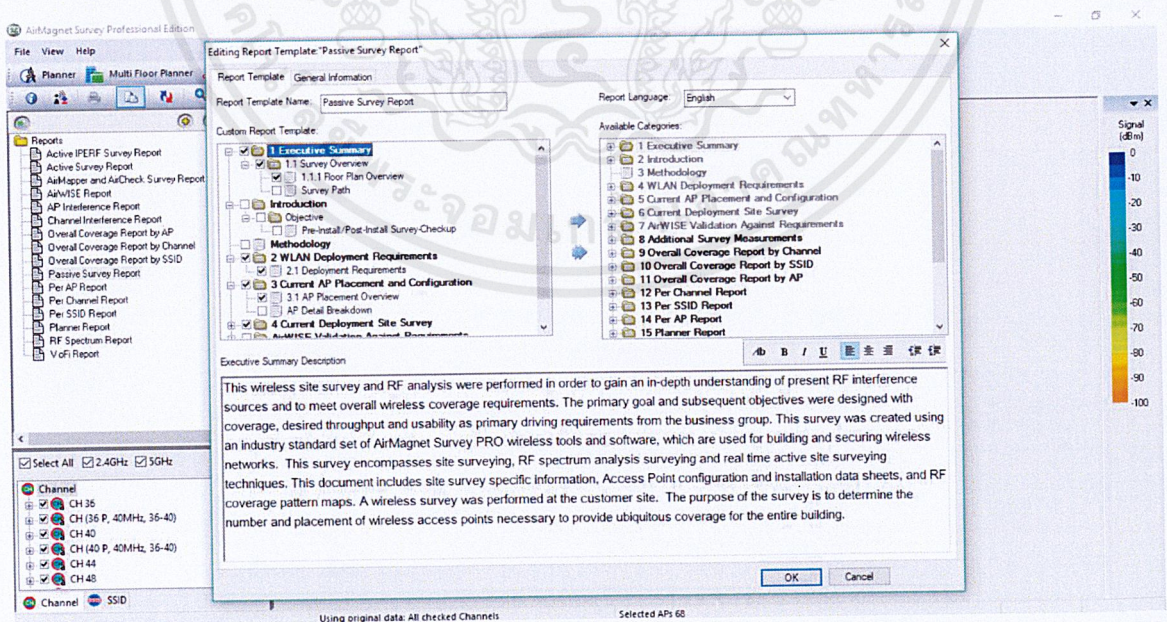 AirMagnet Survey Professional Edition
File View Help
Planner Multi Floor Planner
Reports
Active IPERF Survey Report
Active Survey Report
AirMapper and AirCheck Survey Report
AirWISE Report
AP Interference Report
Channel Interference Report
Overal Coverage Report by AP
Overal Coverage Report by Channel
Overal Coverage Report by SSID
Passive Survey Report
Per AP Report
Per Channel Report
Per SSID Report
Planner Report
RF Spectrum Report
VoFi Report
Select All 2.4GHz 5GHz
Channel
CH 36
CH (36 P, 40MHz, 36-40)
CH 40
CH (40 P, 40MHz, 36-40)
CH 44
CH 48
Channel SSID
Editing Report Template:"Passive Survey Report"
Report Template General Information
Report Template Name: Passive Survey Report
Report Language: English
Custom Report Template:
1 Executive Summary
1.1 Survey Overview
1.1.1 Floor Plan Overview
Survey Path
Introduction
Objective
Pre-Install/Post-Install Survey-Checkup
Methodology
2 WLAN Deployment Requirements
2.1 Deployment Requirements
3 Current AP Placement and Configuration
3.1 AP Placement Overview
AP Detail Breakdown
4 Current Deployment Site Survey
AirWISE Validation Against Requirements
Available Categories:
1 Executive Summary
2 Introduction
3 Methodology
4 WLAN Deployment Requirements
5 Current AP Placement and Configuration
6 Current Deployment Site Survey
7 AirWISE Validation Against Requirements
8 Additional Survey Measurements
9 Overall Coverage Report by Channel
10 Overall Coverage Report by SSID
11 Overall Coverage Report by AP
12 Per Channel Report
13 Per SSID Report
14 Per AP Report
15 Planner Report
Ab B I U
Executive Summary Description
This wireless site survey and RF analysis were performed in order to gain an in-depth understanding of present RF interference
sources and to meet overall wireless coverage requirements. The primary goal and subsequent objectives were designed with
coverage, desired throughput and usability as primary driving requirements from the business group. This survey was created using
an industry standard set of AirMagnet Survey PRO wireless tools and software, which are used for building and securing wireless
networks. This survey encompasses site surveying, RF spectrum analysis surveying and real time active site surveying
techniques. This document includes site survey specific information, Access Point configuration and installation data sheets, and RF
coverage pattern maps. A wireless survey was performed at the customer site. The purpose of the survey is to determine the
number and placement of wireless access points necessary to provide ubiquitous coverage for the entire building.
OK Cancel
Signal
(dBm)
0
-10
-20
-30
-40
-50
-60
-70
-80
-90
-100
Using original data: All checked Channels
Selected APs 68